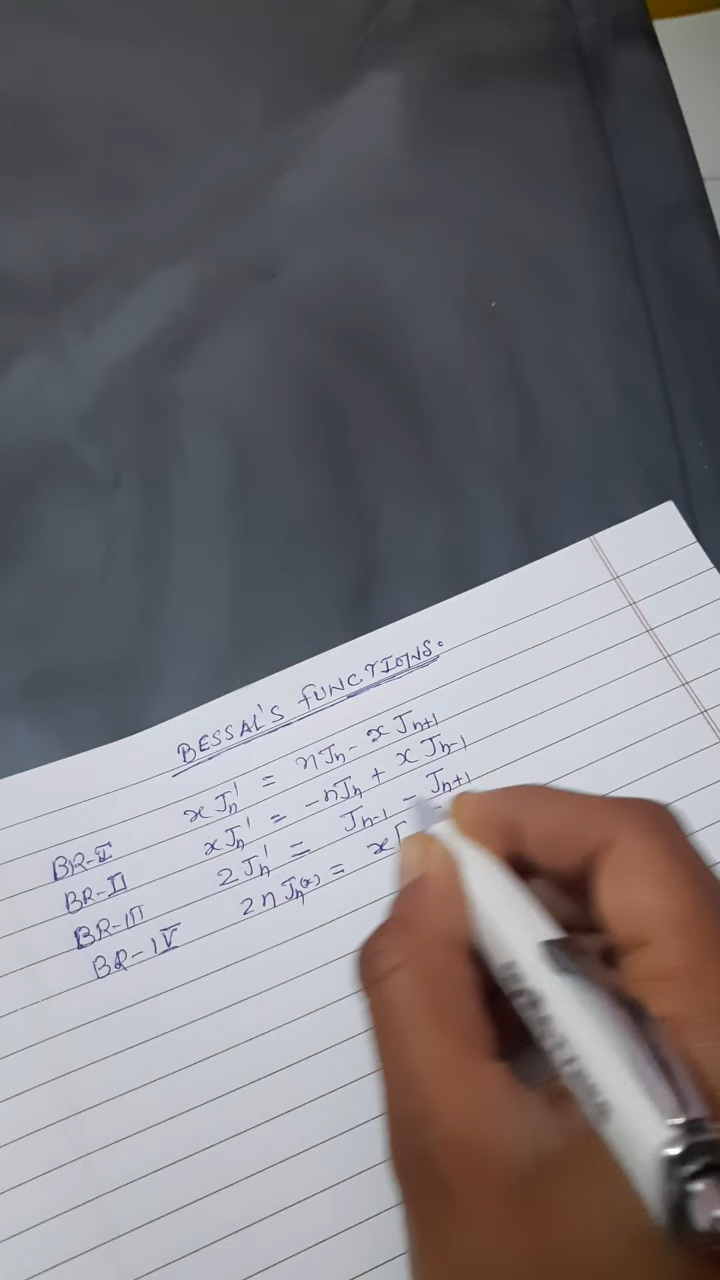 BESSAL'S FUNCTIONS.
BR-I xJₙ' = nJₙ - xJₙ₊₁
BR-II xJₙ' = -nJₙ + xJₙ₋₁
BR-III 2Jₙ' = Jₙ₋₁ - Jₙ₊₁
BR-IV 2nJₙ(x) = x[